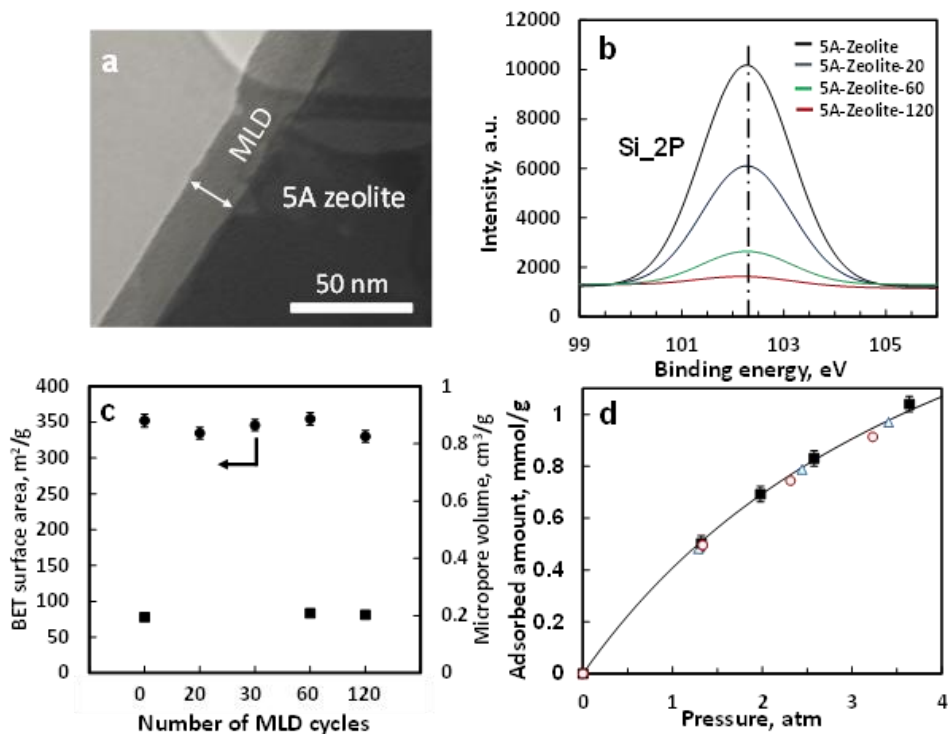 a
MLD
5A zeolite
50 nm
b
5A-Zeolite
5A-Zeolite-20
5A-Zeolite-60
5A-Zeolite-120
Si_2P
Intensity, a.u.
12000
10000
8000
6000
4000
2000
0
99 101 103 105
Binding energy, eV
c
BET surface area, m²/g
400
350
300
250
200
150
100
50
0
Micropore volume, cm³/g
1
0.8
0.6
0.4
0.2
0
0 20 30 60 120
Number of MLD cycles
d
Adsorbed amount, mmol/g
1
0.8
0.6
0.4
0.2
0
0 1 2 3 4
Pressure, atm